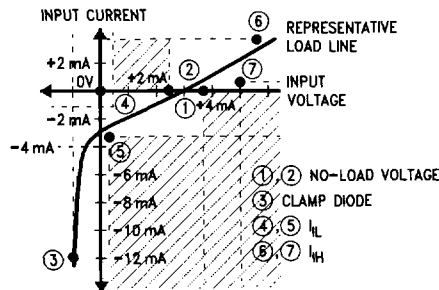 INPUT CURRENT
⑥
REPRESENTATIVE
LOAD LINE
+2 mA
⑦
0V
+2 mA
②
INPUT
VOLTAGE
④
①
+4 mA
-2 mA
-4 mA
⑤
-6 mA
①, ② NO-LOAD VOLTAGE
-8 mA
③ CLAMP DIODE
-10 mA
④, ⑤ IIL
③
-12 mA
⑥, ⑦ IIH